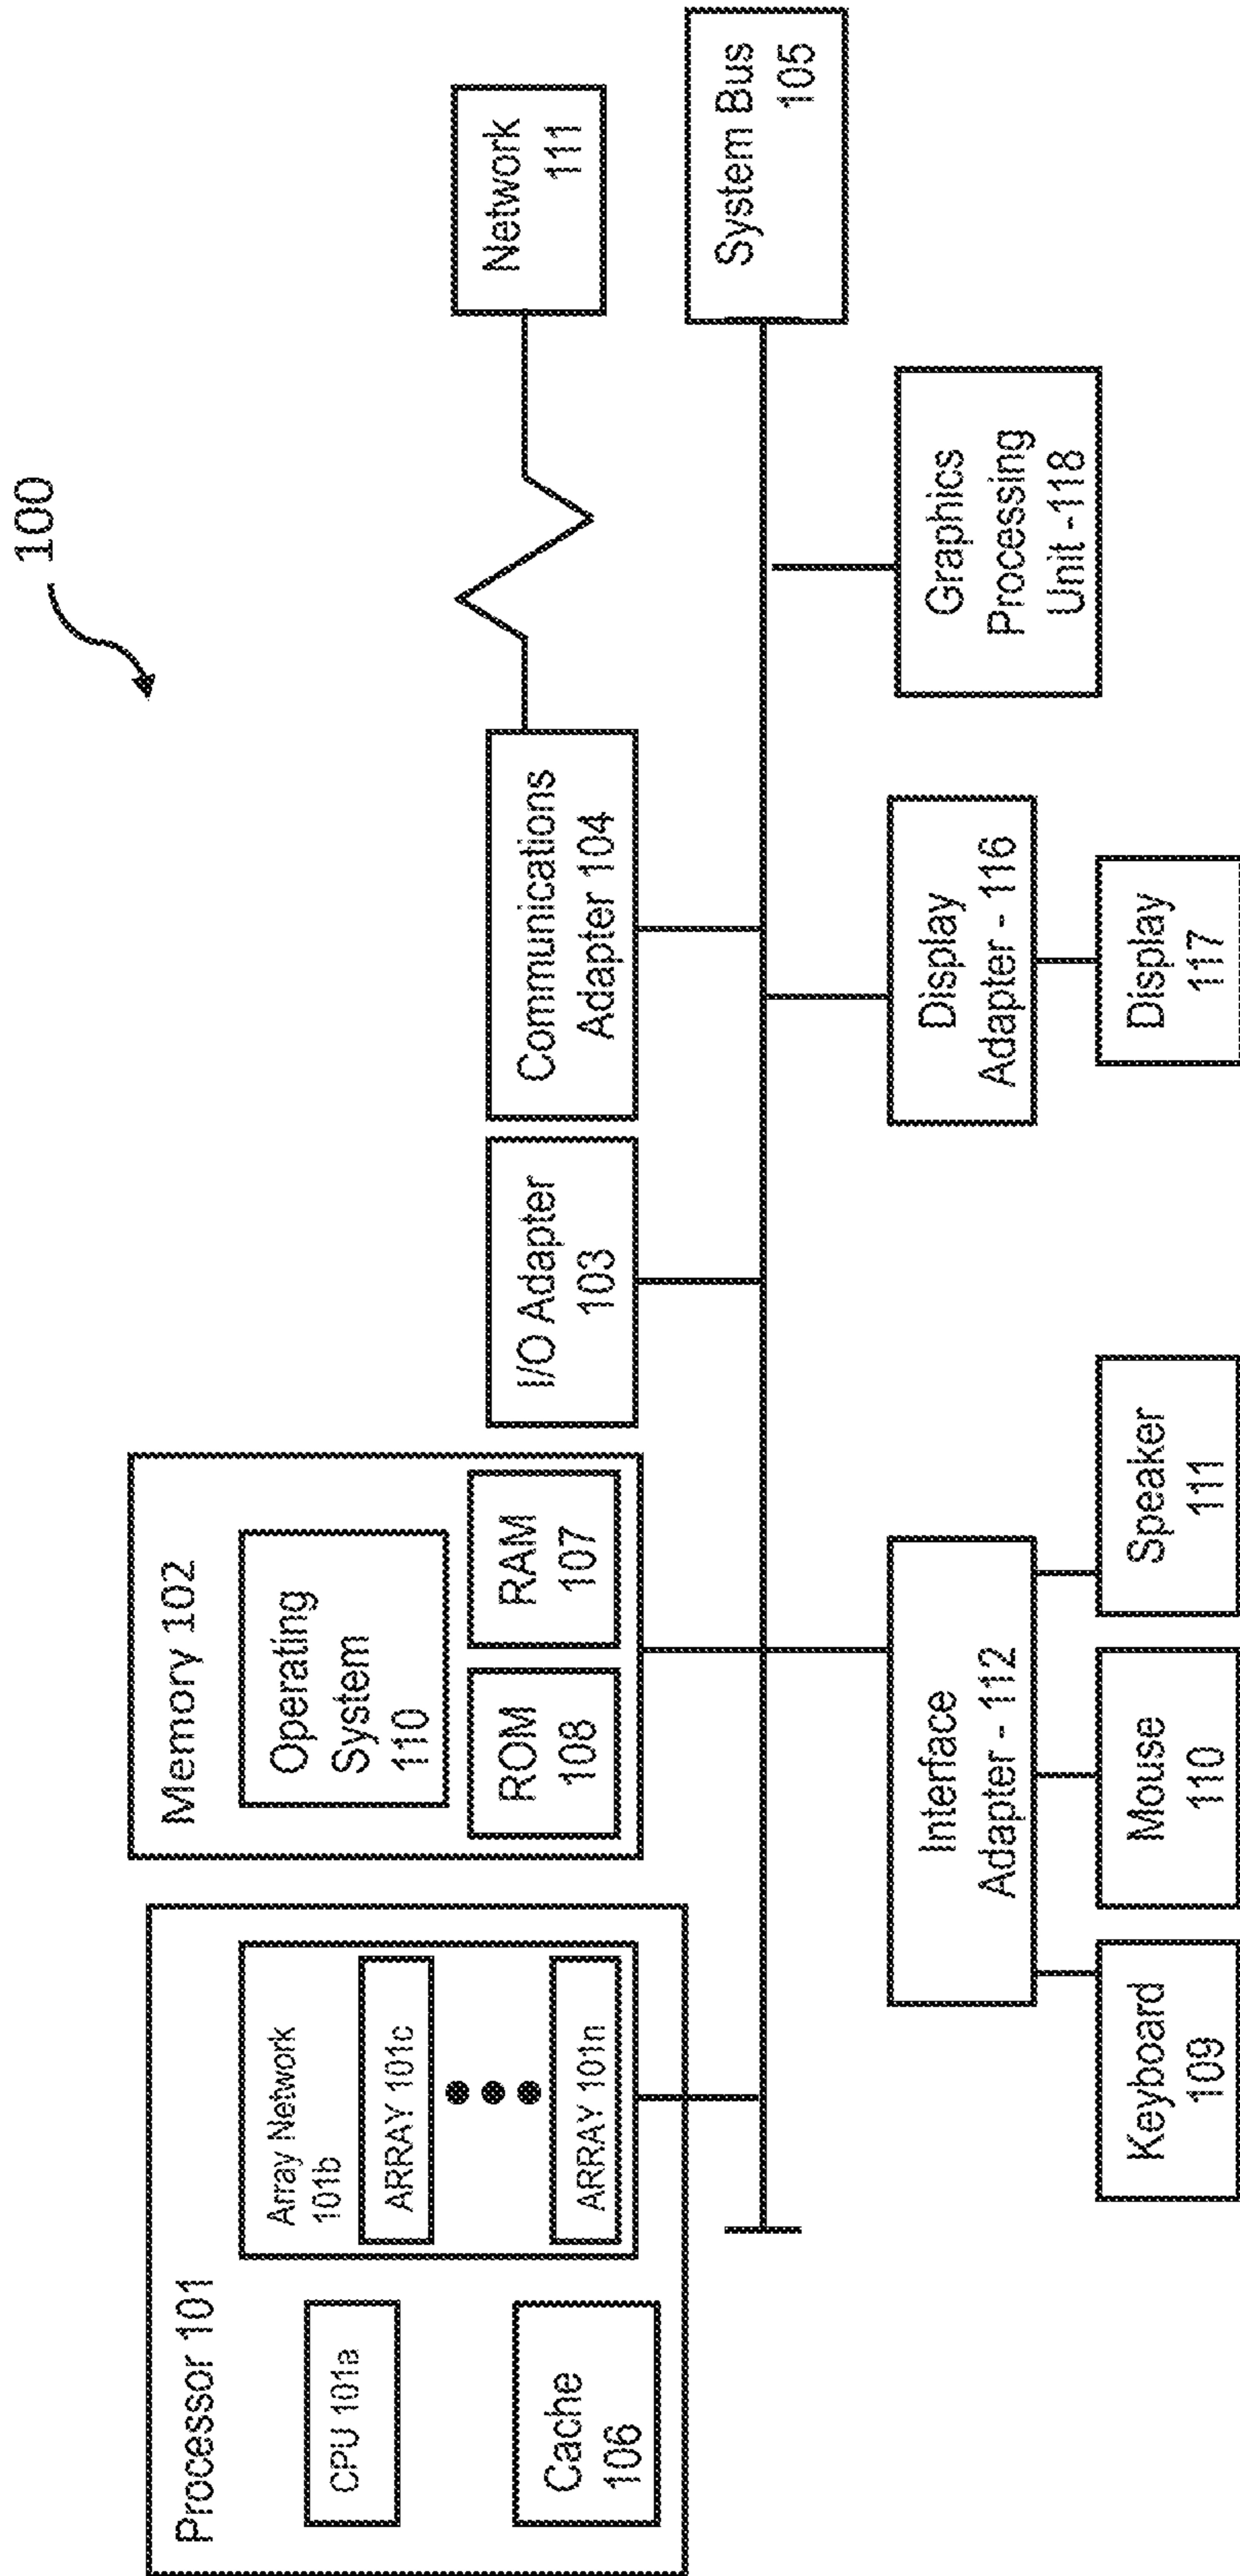 100
Processor 101
CPU 101a
Cache
106
Array Network
101b
ARRAY 101c
ARRAY 101n
Memory 102
Operating
System
110
ROM
108
RAM
107
I/O Adapter
103
Communications
Adapter 104
Network
111
System Bus
105
Interface
Adapter - 112
Keyboard
109
Mouse
110
Speaker
111
Display
Adapter - 116
Display
117
Graphics
Processing
Unit -118